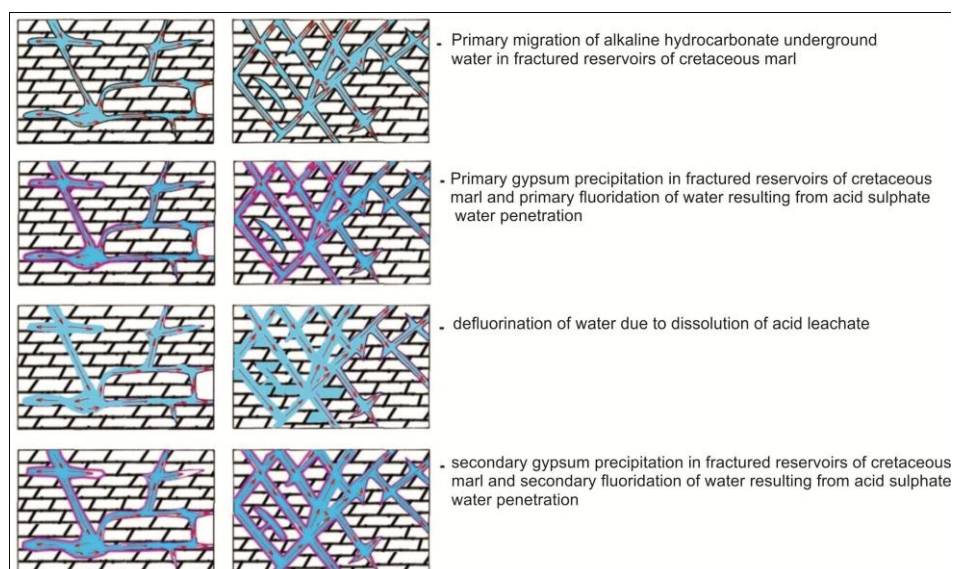 - Primary migration of alkaline hydrocarbonate underground
water in fractured reservoirs of cretaceous marl
- Primary gypsum precipitation in fractured reservoirs of cretaceous
marl and primary fluoridation of water resulting from acid sulphate
water penetration
- defluorination of water due to dissolution of acid leachate
- secondary gypsum precipitation in fractured reservoirs of cretaceous
marl and secondary fluoridation of water resulting from acid sulphate
water penetration